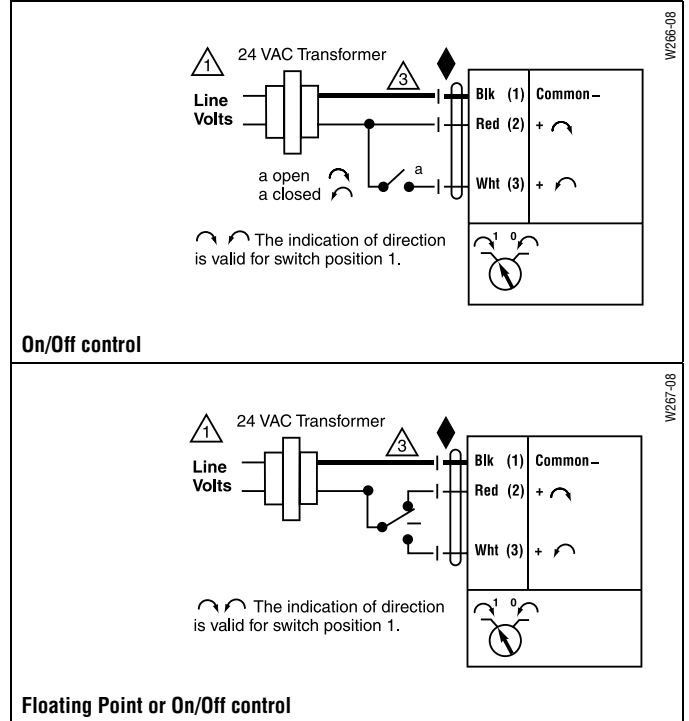 W266-08
24 VAC Transformer
1
3
Line
Volts
Blk (1) Common–
Red (2) +
a
Wht (3) +
a open
a closed
The indication of direction
is valid for switch position 1.
1 0
On/Off control
W267-08
24 VAC Transformer
1
3
Line
Volts
Blk (1) Common–
Red (2) +
Wht (3) +
The indication of direction
is valid for switch position 1.
1 0
Floating Point or On/Off control